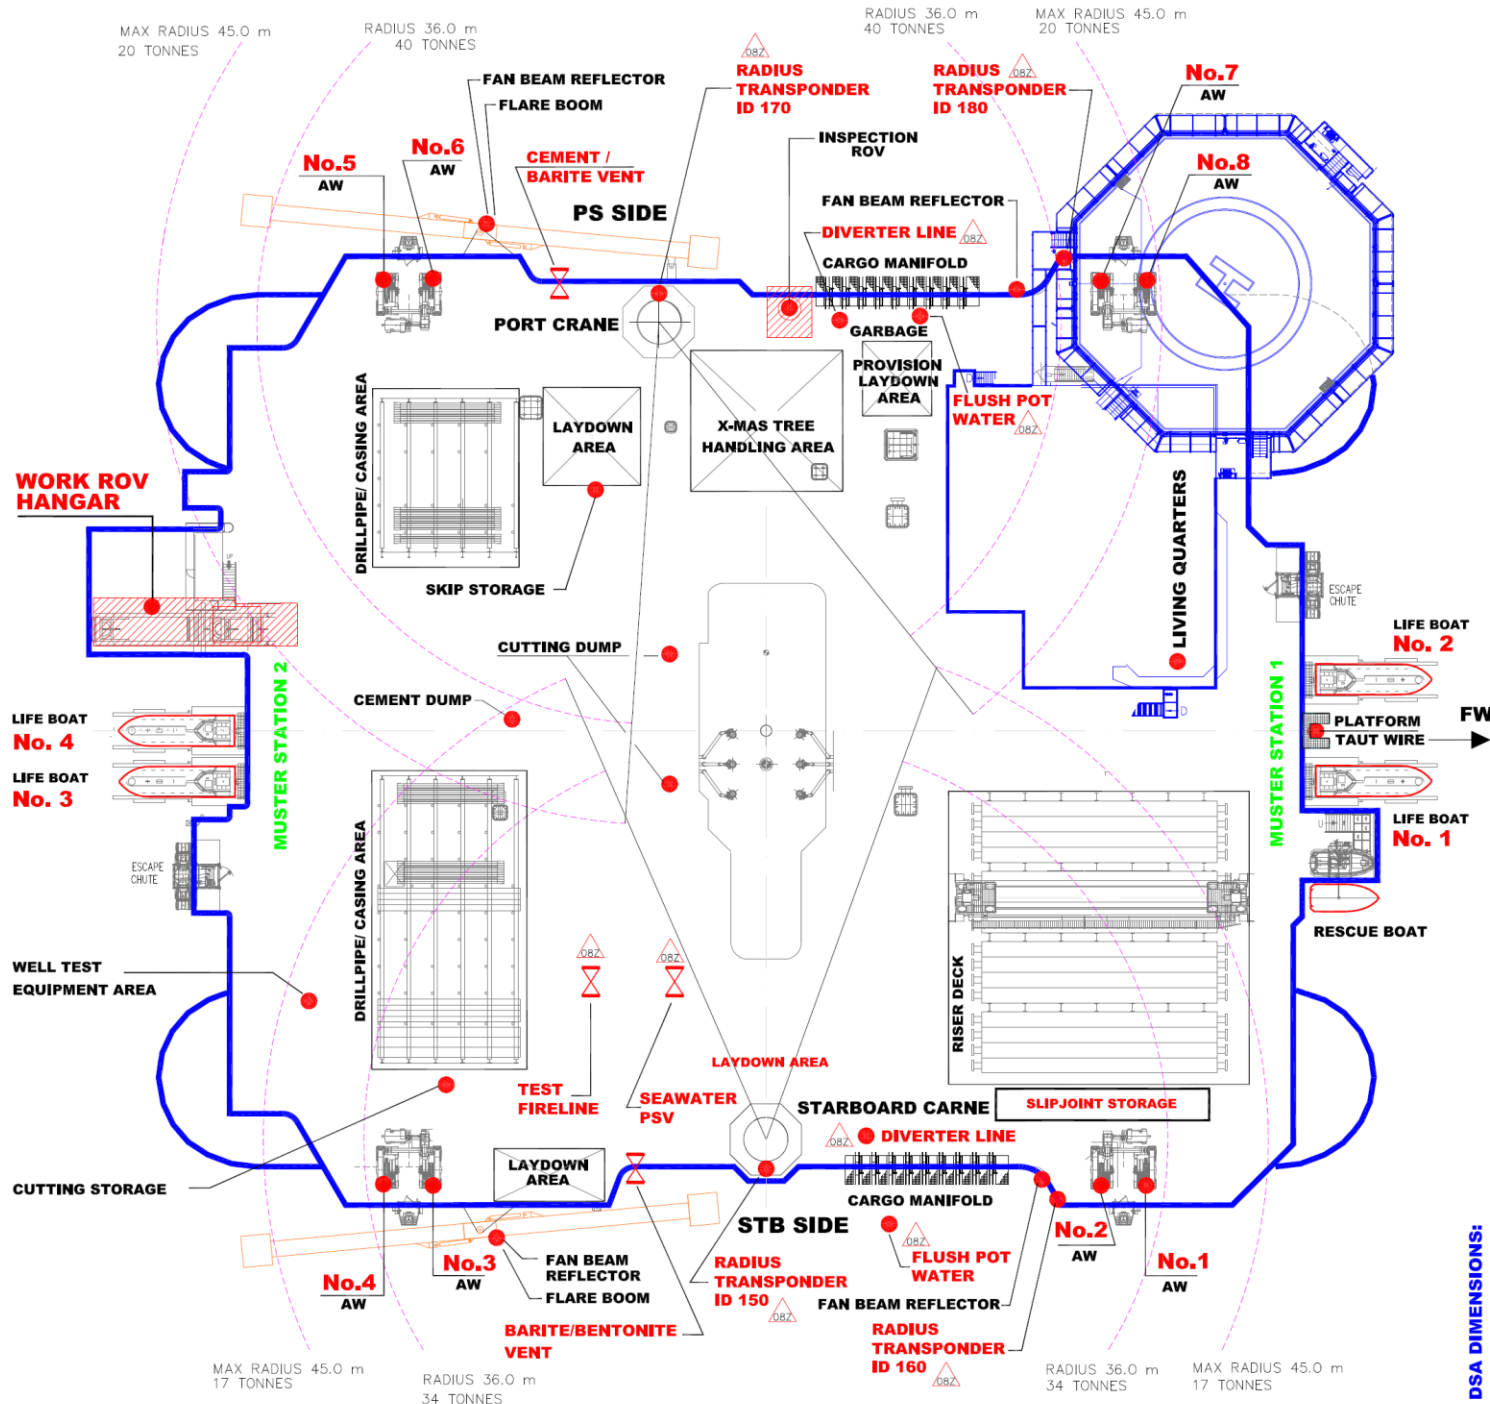 MAX RADIUS 45.0 m
20 TONNES
RADIUS 36.0 m
40 TONNES
RADIUS 36.0 m
40 TONNES
MAX RADIUS 45.0 m
20 TONNES
08Z
FAN BEAM REFLECTOR
FLARE BOOM
RADIUS
TRANSPONDER
ID 170
RADIUS
TRANSPONDER
ID 180
08Z
No.7
AW
No.5
AW
No.6
AW
CEMENT /
BARITE VENT
INSPECTION
ROV
No.8
AW
PS SIDE
FAN BEAM REFLECTOR
DIVERTER LINE
08Z
CARGO MANIFOLD
PORT CRANE
GARBAGE
PROVISION
LAYDOWN
AREA
FLUSH POT
WATER
08Z
DRILLPIPE/ CASING AREA
LAYDOWN
AREA
X-MAS TREE
HANDLING AREA
WORK ROV
HANGAR
UP
SKIP STORAGE
LIVING QUARTERS
ESCAPE
CHUTE
CUTTING DUMP
LIFE BOAT
No. 2
CEMENT DUMP
MUSTER STATION 2
MUSTER STATION 1
D
D
LIFE BOAT
No. 4
LIFE BOAT
No. 3
PLATFORM
TAUT WIRE
FW
LIFE BOAT
No. 1
U
ESCAPE
CHUTE
DRILLPIPE/ CASING AREA
RISER DECK
RESCUE BOAT
WELL TEST
EQUIPMENT AREA
08Z
08Z
LAYDOWN AREA
TEST
FIRELINE
SEAWATER
PSV
STARBOARD CARNE
SLIPJOINT STORAGE
08Z
DIVERTER LINE
CUTTING STORAGE
LAYDOWN
AREA
CARGO MANIFOLD
STB SIDE
08Z
FLUSH POT
WATER
No.2
AW
No.1
AW
No.4
AW
No.3
AW
FAN BEAM
REFLECTOR
FLARE BOOM
RADIUS
TRANSPONDER
ID 150
08Z
FAN BEAM REFLECTOR
BARITE/BENTONITE
VENT
RADIUS
TRANSPONDER
ID 160
08Z
MAX RADIUS 45.0 m
17 TONNES
RADIUS 36.0 m
34 TONNES
RADIUS 36.0 m
34 TONNES
MAX RADIUS 45.0 m
17 TONNES
DSA DIMENSIONS: